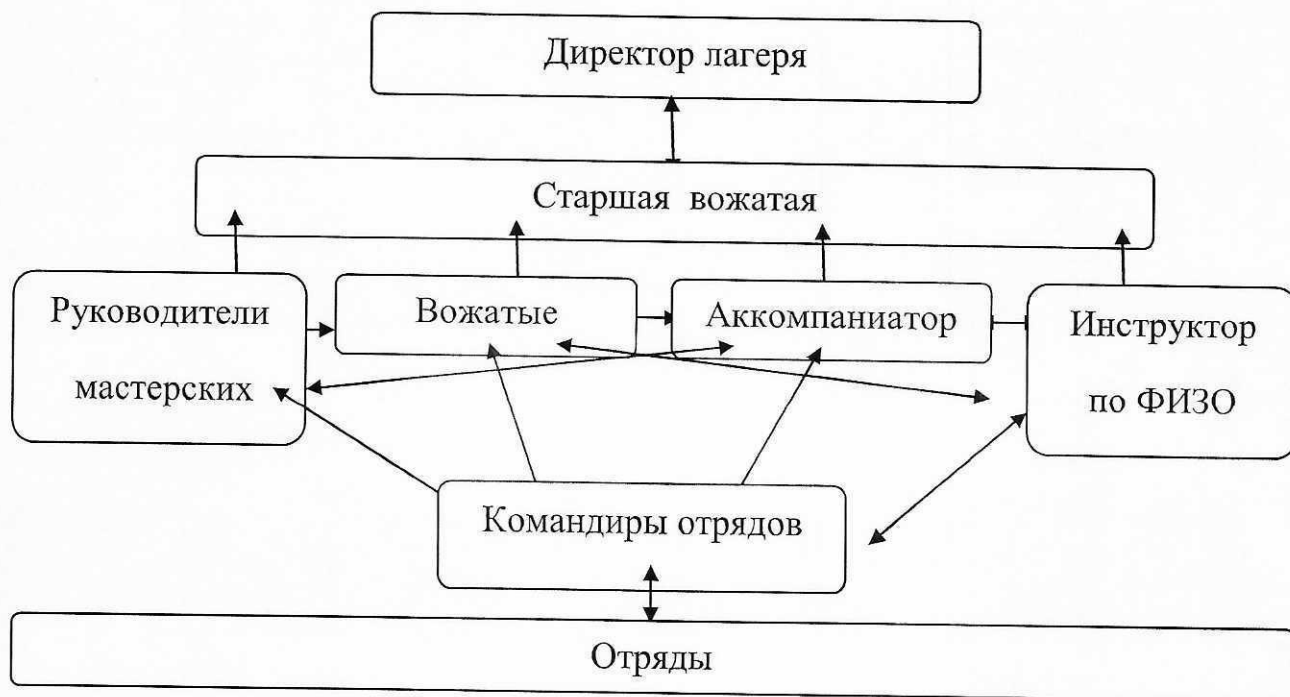 Директор лагеря
Старшая вожатая
Руководители
мастерских
Вожатые
Аккомпаниатор
Инструктор
по ФИЗО
Командиры отрядов
Отряды